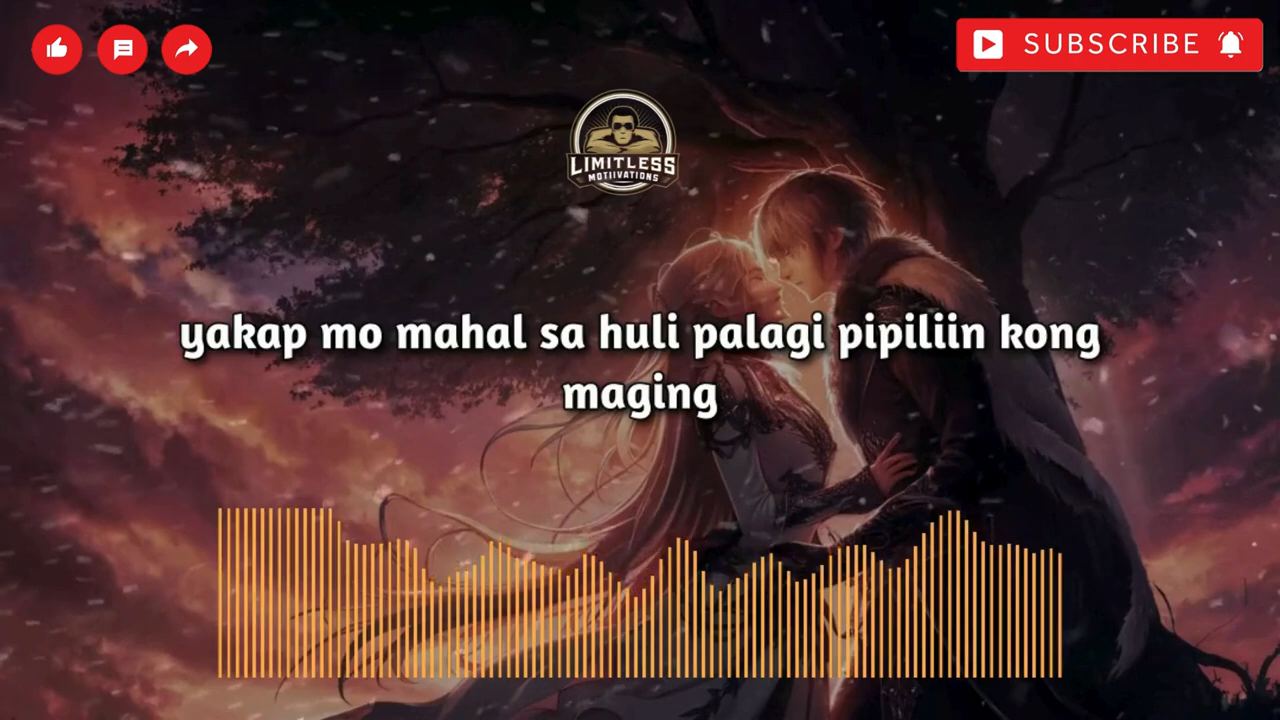 SUBSCRIBE
LIMITLESS
MOTIIVATIONS
yakap mo mahal sa huli palagi pipiliin kong
maging